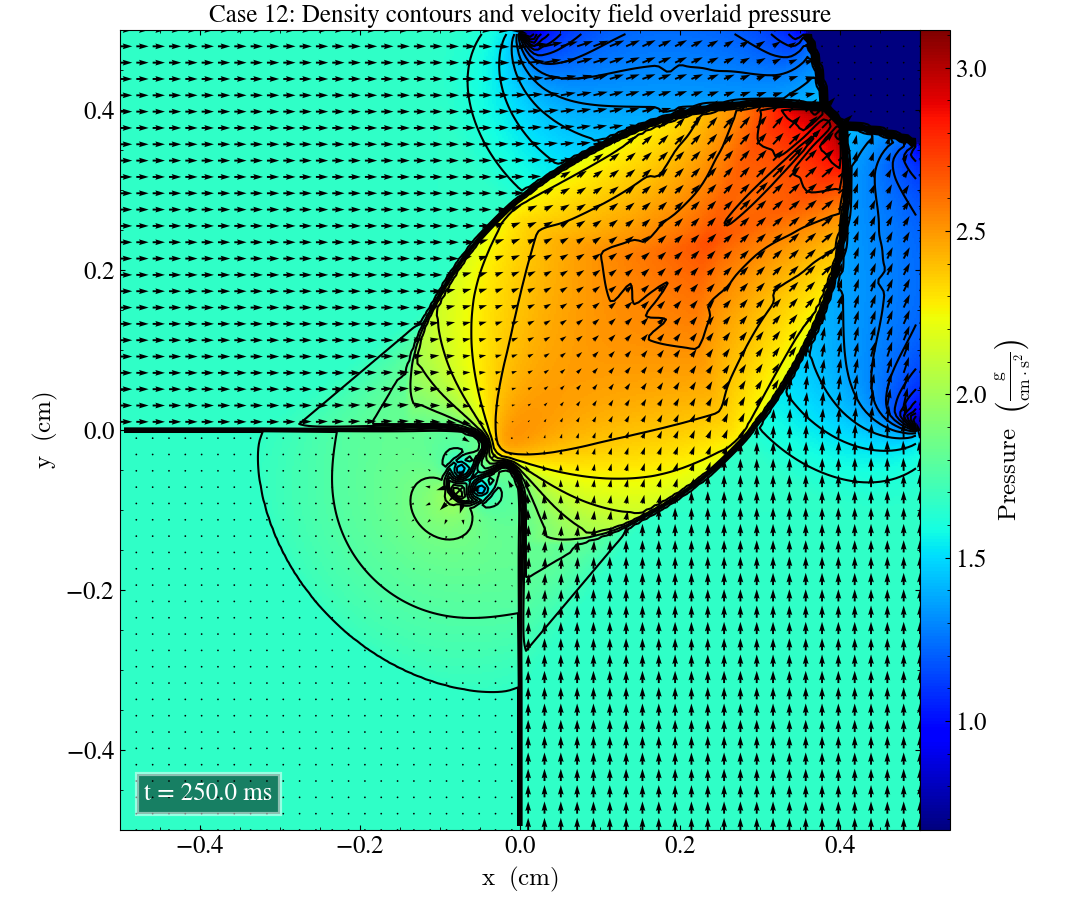 Case 12: Density contours and velocity field overlaid pressure
0.4
0.2
0.0
−0.2
−0.4
y (cm)
t = 250.0 ms
−0.4 −0.2 0.0 0.2 0.4
x (cm)
3.0
2.5
2.0
1.5
1.0
Pressure (g/cm·s²)